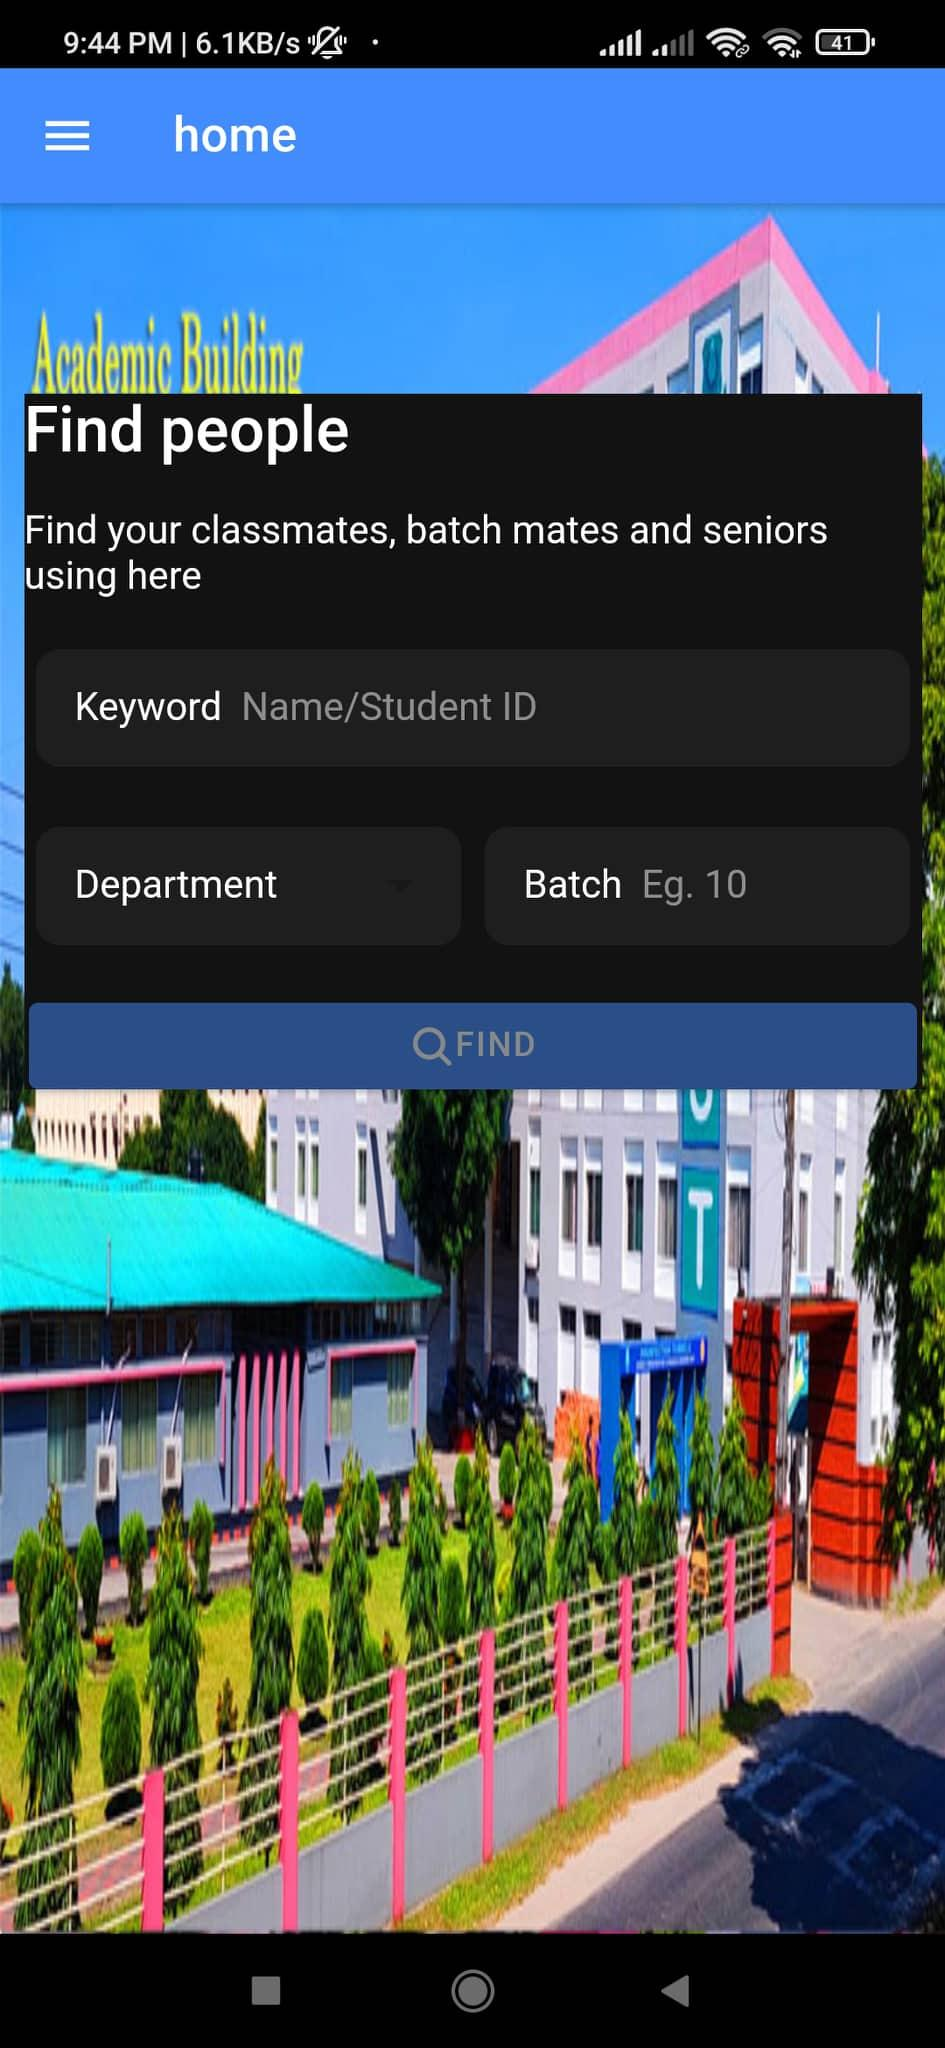 9:44 PM | 6.1KB/s
41
home
Academic Building
Find people
Find your classmates, batch mates and seniors
using here
Keyword Name/Student ID
Department
Batch Eg. 10
FIND
T